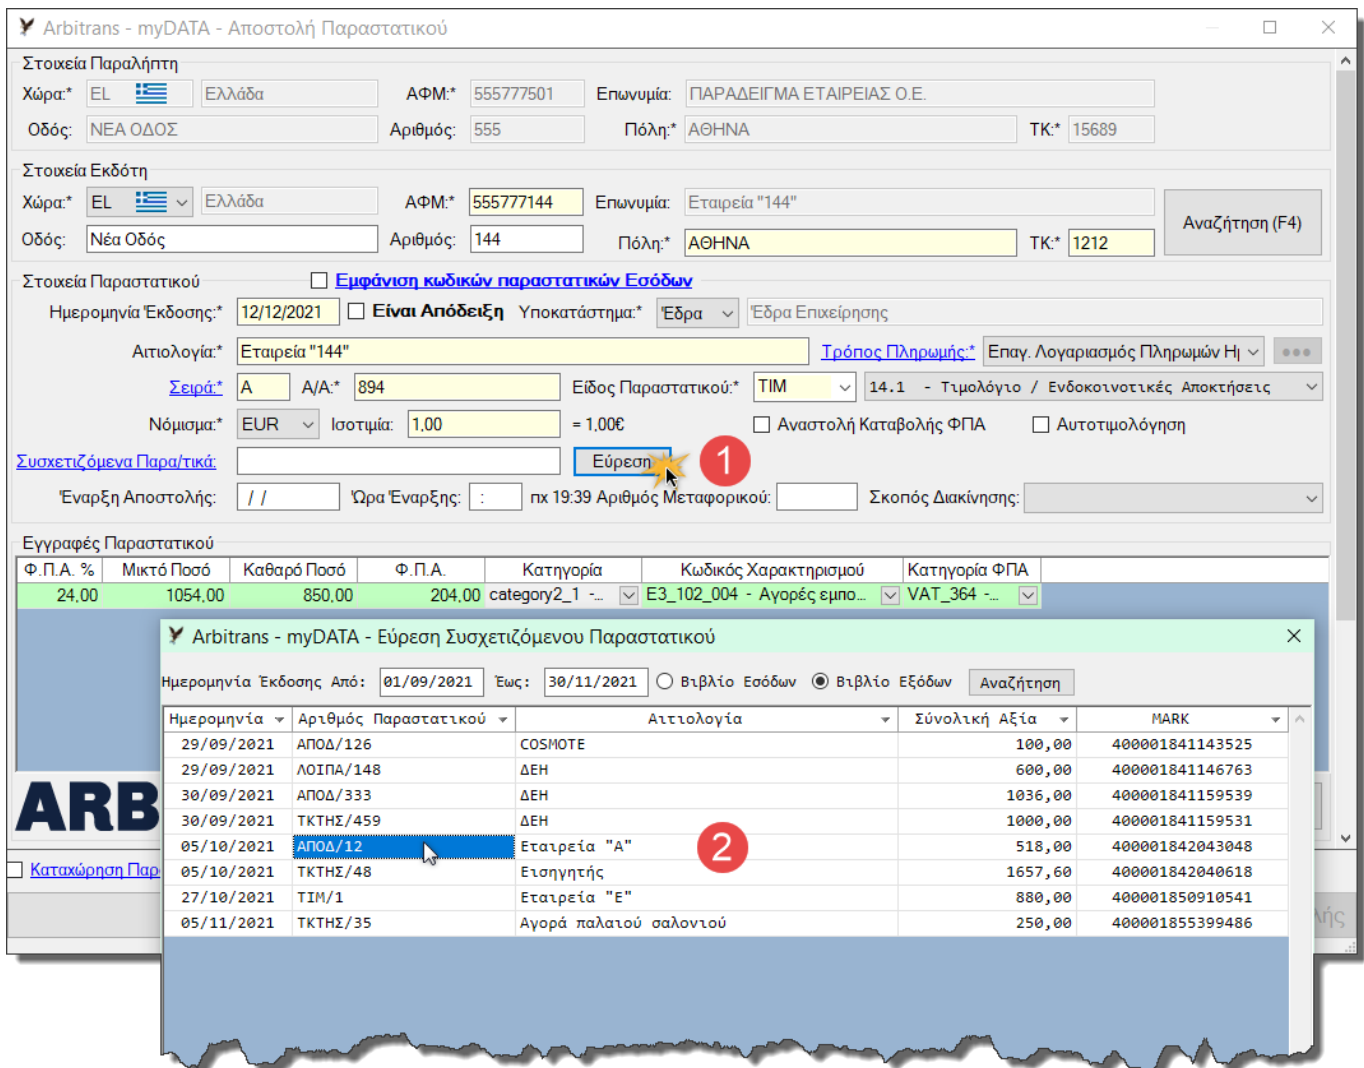 Arbitrans - myDATA - Αποστολή Παραστατικού
Στοιχεία Παραλήπτη
Χώρα:* EL Ελλάδα ΑΦΜ:* 555777501 Επωνυμία: ΠΑΡΑΔΕΙΓΜΑ ΕΤΑΙΡΕΙΑΣ Ο.Ε.
Οδός: ΝΕΑ ΟΔΟΣ Αριθμός: 555 Πόλη:* ΑΘΗΝΑ ΤΚ:* 15689
Στοιχεία Εκδότη
Χώρα:* EL Ελλάδα ΑΦΜ:* 555777144 Επωνυμία: Εταιρεία "144"
Αναζήτηση (F4)
Οδός: Νέα Οδός Αριθμός: 144 Πόλη:* ΑΘΗΝΑ ΤΚ:* 1212
Στοιχεία Παραστατικού Εμφάνιση κωδικών παραστατικών Εσόδων
Ημερομηνία Έκδοσης:* 12/12/2021 Είναι Απόδειξη Υποκατάστημα:* Έδρα Έδρα Επιχείρησης
Αιτιολογία:* Εταιρεία "144" Τρόπος Πληρωμής:* Επαγ. Λογαριασμός Πληρωμών Ημ
Σειρά:* Α Α/Α:* 894 Είδος Παραστατικού:* ΤΙΜ 14.1 - Τιμολόγιο / Ενδοκοινοτικές Αποκτήσεις
Νόμισμα:* EUR Ισοτιμία: 1,00 = 1,00€ Αναστολή Καταβολής ΦΠΑ Αυτοτιμολόγηση
Συσχετιζόμενα Παρα/τικά: Εύρεση 1
Έναρξη Αποστολής: / / Ώρα Έναρξης: : πχ 19:39 Αριθμός Μεταφορικού: Σκοπός Διακίνησης:
Εγγραφές Παραστατικού
Φ.Π.Α. % Μικτό Ποσό Καθαρό Ποσό Φ.Π.Α. Κατηγορία Κωδικός Χαρακτηρισμού Κατηγορία ΦΠΑ
24,00 1054,00 850,00 204,00 category2_1 -... E3_102_004 - Αγορές εμπο... VAT_364 -...
Arbitrans - myDATA - Εύρεση Συσχετιζόμενου Παραστατικού
Ημερομηνία Έκδοσης Από: 01/09/2021 Έως: 30/11/2021 Βιβλίο Εσόδων Βιβλίο Εξόδων Αναζήτηση
Ημερομηνία Αριθμός Παραστατικού Αιτιολογία Σύνολική Αξία MARK
29/09/2021 ΑΠΟΔ/126 COSMOTE 100,00 400001841143525
29/09/2021 ΛΟΙΠΑ/148 ΔΕΗ 600,00 400001841146763
30/09/2021 ΑΠΟΔ/333 ΔΕΗ 1036,00 400001841159539
30/09/2021 ΤΚΤΗΣ/459 ΔΕΗ 1000,00 400001841159531
05/10/2021 ΑΠΟΔ/12 Εταιρεία "Α" 2 518,00 400001842043048
05/10/2021 ΤΚΤΗΣ/48 Εισηγητής 1657,60 400001842040618
27/10/2021 ΤΙΜ/1 Εταιρεία "Ε" 880,00 400001850910541
05/11/2021 ΤΚΤΗΣ/35 Αγορά παλαιού σαλονιού 250,00 400001855399486
ARB
Καταχώρηση Παρ
λής